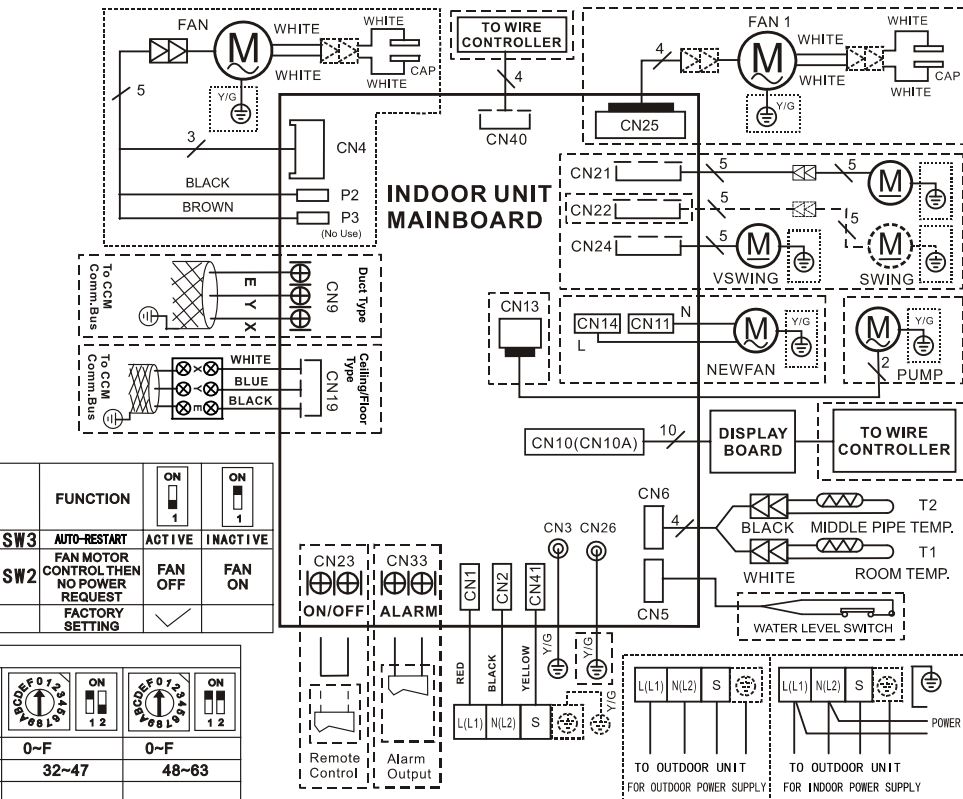 FAN
WHITE
WHITE
WHITE
CAP
WHITE
M
Y/G
5
3
CN4
BLACK
P2
BROWN
P3
(No Use)
TO WIRE
CONTROLLER
4
CN40
FAN 1
WHITE
WHITE
WHITE
CAP
WHITE
M
Y/G
4
CN25
INDOOR UNIT
MAINBOARD
CN21
5
5
M
CN22
5
5
CN24
5
M
VSWING
M
SWING
To CCM
Comm.Bus
E
Y
X
CN9
Duct Type
To CCM
Comm.Bus
X
Y
E
WHITE
BLUE
BLACK
CN19
Ceiling/Floor
Type
CN13
CN14
CN11
N
L
M
Y/G
NEWFAN
M
Y/G
2
PUMP
CN10(CN10A)
10
DISPLAY
BOARD
TO WIRE
CONTROLLER
CN6
4
BLACK
T2
MIDDLE PIPE TEMP.
WHITE
T1
ROOM TEMP.
CN5
WATER LEVEL SWITCH
FUNCTION
ON
1
ON
1
SW3
AUTO-RESTART
ACTIVE
INACTIVE
SW2
FAN MOTOR
CONTROL THEN
NO POWER
REQUEST
FAN
OFF
FAN
ON
FACTORY
SETTING
0123456789ABCDEF
ON
1 2
0123456789ABCDEF
ON
1 2
0~F
0~F
32~47
48~63
CN23
ON/OFF
Remote
Control
CN33
ALARM
Alarm
Output
CN1
CN2
CN41
CN3
CN26
RED
BLACK
YELLOW
Y/G
Y/G
L(L1)
N(L2)
S
Y/G
L(L1)
N(L2)
S
TO OUTDOOR UNIT
FOR OUTDOOR POWER SUPPLY
L(L1)
N(L2)
S
POWER
TO OUTDOOR UNIT
FOR INDOOR POWER SUPPLY